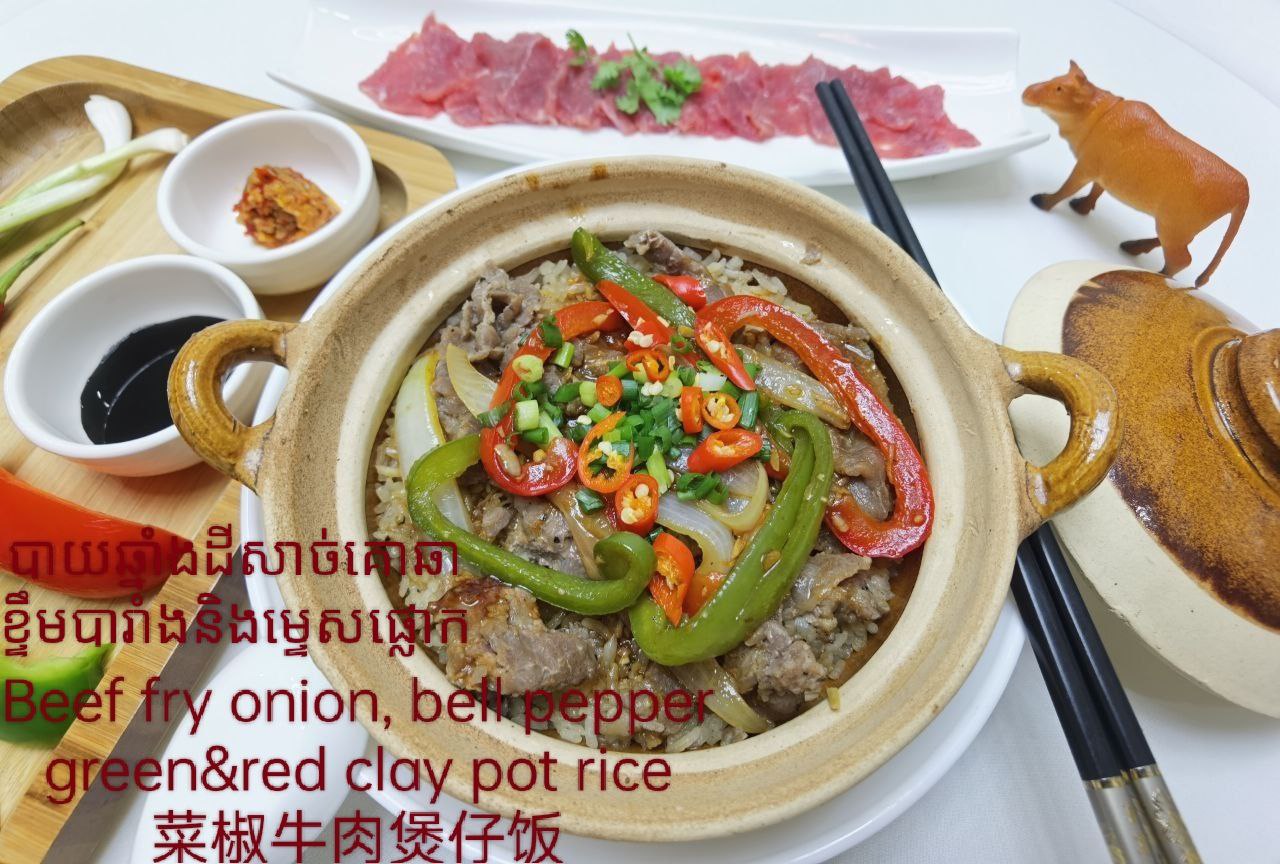 បាយឆ្នាំងដីសាច់គោឆា
ខ្ទឹមបារាំងនិងម្ទេសផ្លោក
Beef fry onion, bell pepper
green&red clay pot rice
菜椒牛肉煲仔饭